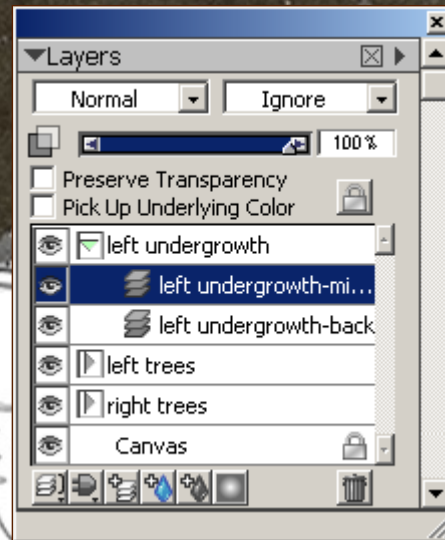 Layers
Normal Ignore
100%
Preserve Transparency
Pick Up Underlying Color
left undergrowth
left undergrowth-mi...
left undergrowth-back
left trees
right trees
Canvas